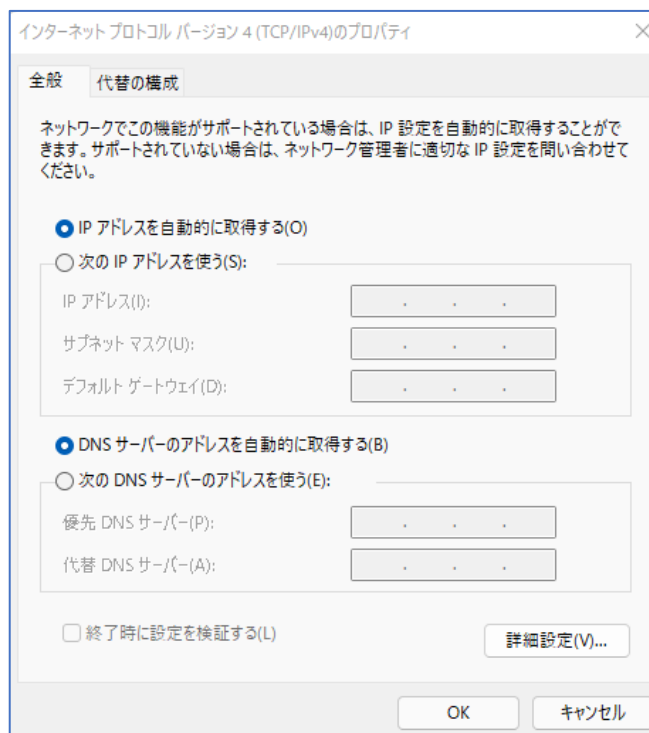 インターネット プロトコル バージョン 4 (TCP/IPv4)のプロパティ
全般 代替の構成
ネットワークでこの機能がサポートされている場合は、IP 設定を自動的に取得することがで
きます。サポートされていない場合は、ネットワーク管理者に適切な IP 設定を問い合わせて
ください。
IP アドレスを自動的に取得する(O)
次の IP アドレスを使う(S):
IP アドレス(I):
サブネット マスク(U):
デフォルト ゲートウェイ(D):
DNS サーバーのアドレスを自動的に取得する(B)
次の DNS サーバーのアドレスを使う(E):
優先 DNS サーバー(P):
代替 DNS サーバー(A):
終了時に設定を検証する(L)
詳細設定(V)...
OK キャンセル